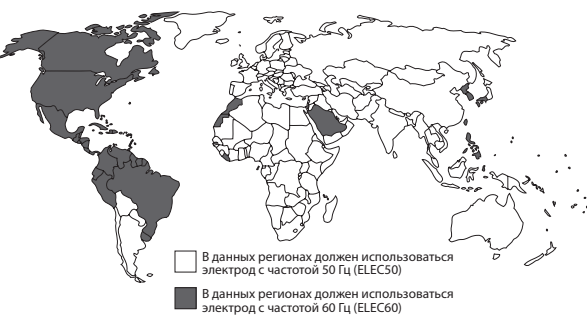 В данных регионах должен использоваться
электрод с частотой 50 Гц (ELEC50)
В данных регионах должен использоваться
электрод с частотой 60 Гц (ELEC60)